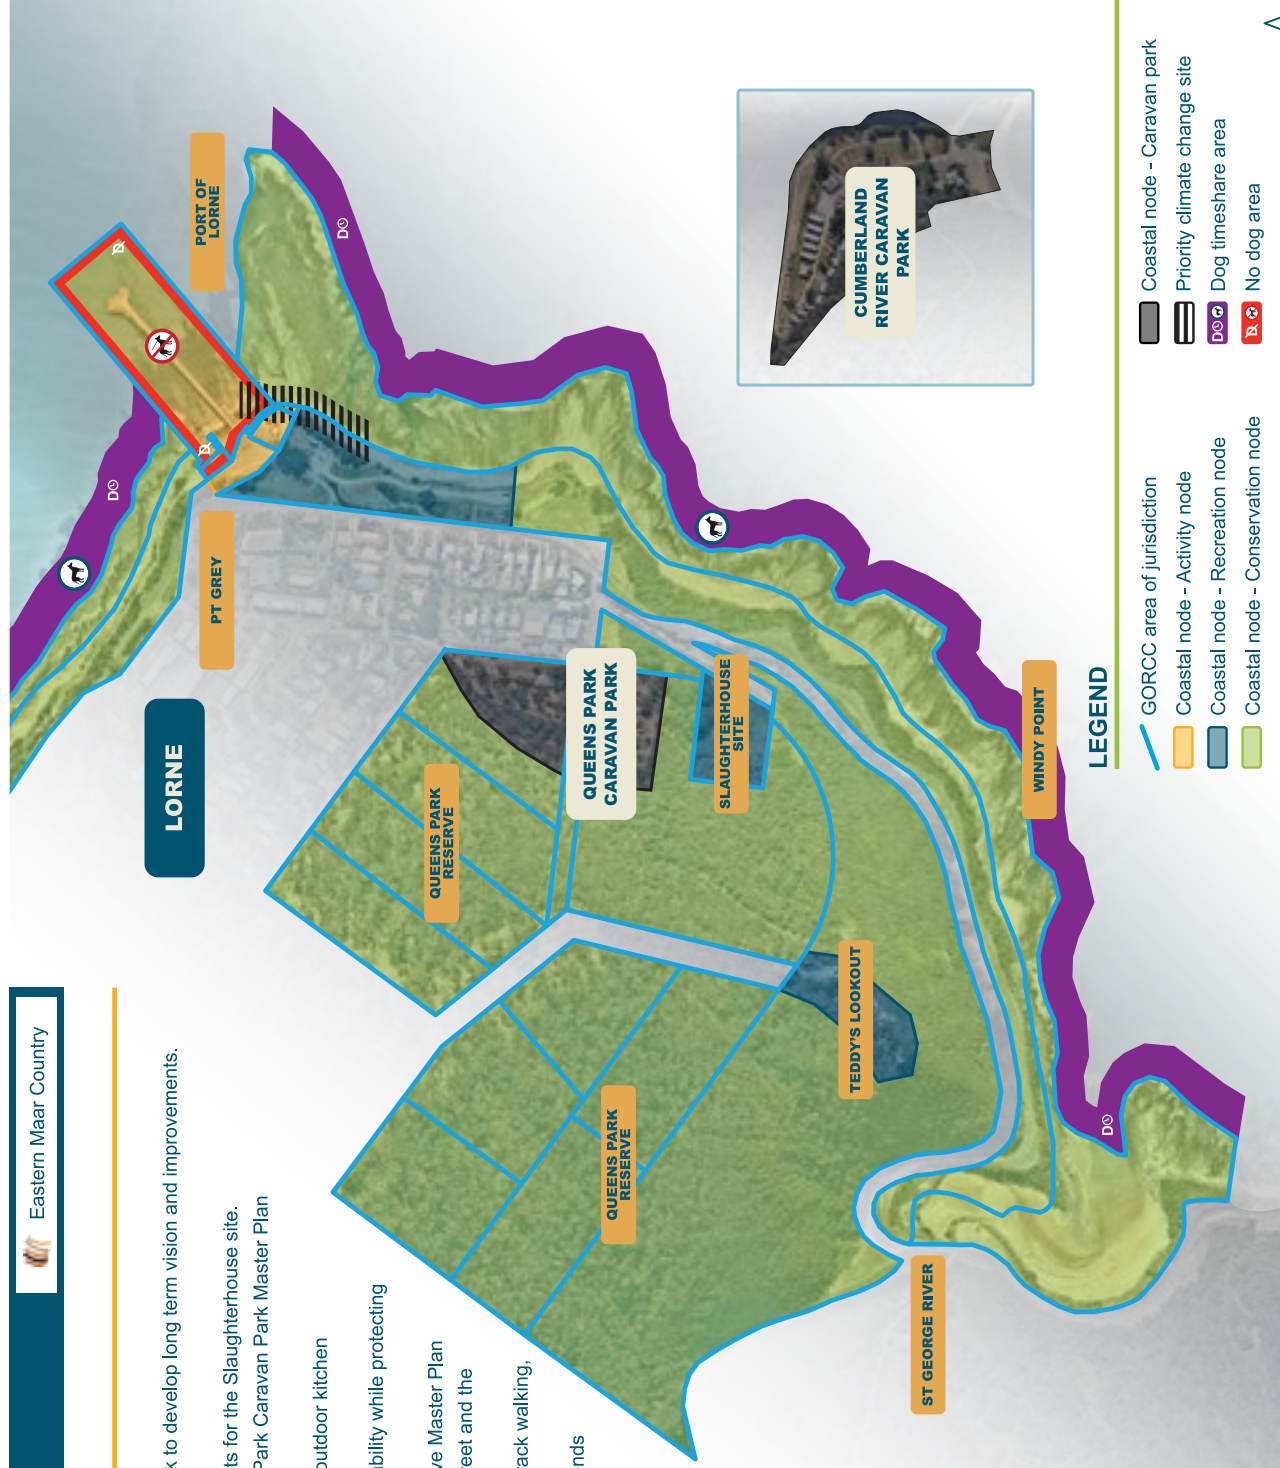 Eastern Maar Country
k to develop long term vision and improvements.
ts for the Slaughterhouse site.
Park Caravan Park Master Plan
outdoor kitchen
bility while protecting
ve Master Plan
reet and the
rack walking,
nds
LORNE
PT GREY
PORT OF
LORNE
QUEENS PARK
RESERVE
QUEENS PARK
CARAVAN PARK
SLAUGHTERHOUSE
SITE
QUEENS PARK
RESERVE
TEDDY'S LOOKOUT
ST GEORGE RIVER
WINDY POINT
CUMBERLAND
RIVER CARAVAN
PARK
D
D
D
D
D
LEGEND
GORCC area of jurisdiction
Coastal node - Activity node
Coastal node - Recreation node
Coastal node - Conservation node
Coastal node - Caravan park
Priority climate change site
D Dog timeshare area
D No dog area